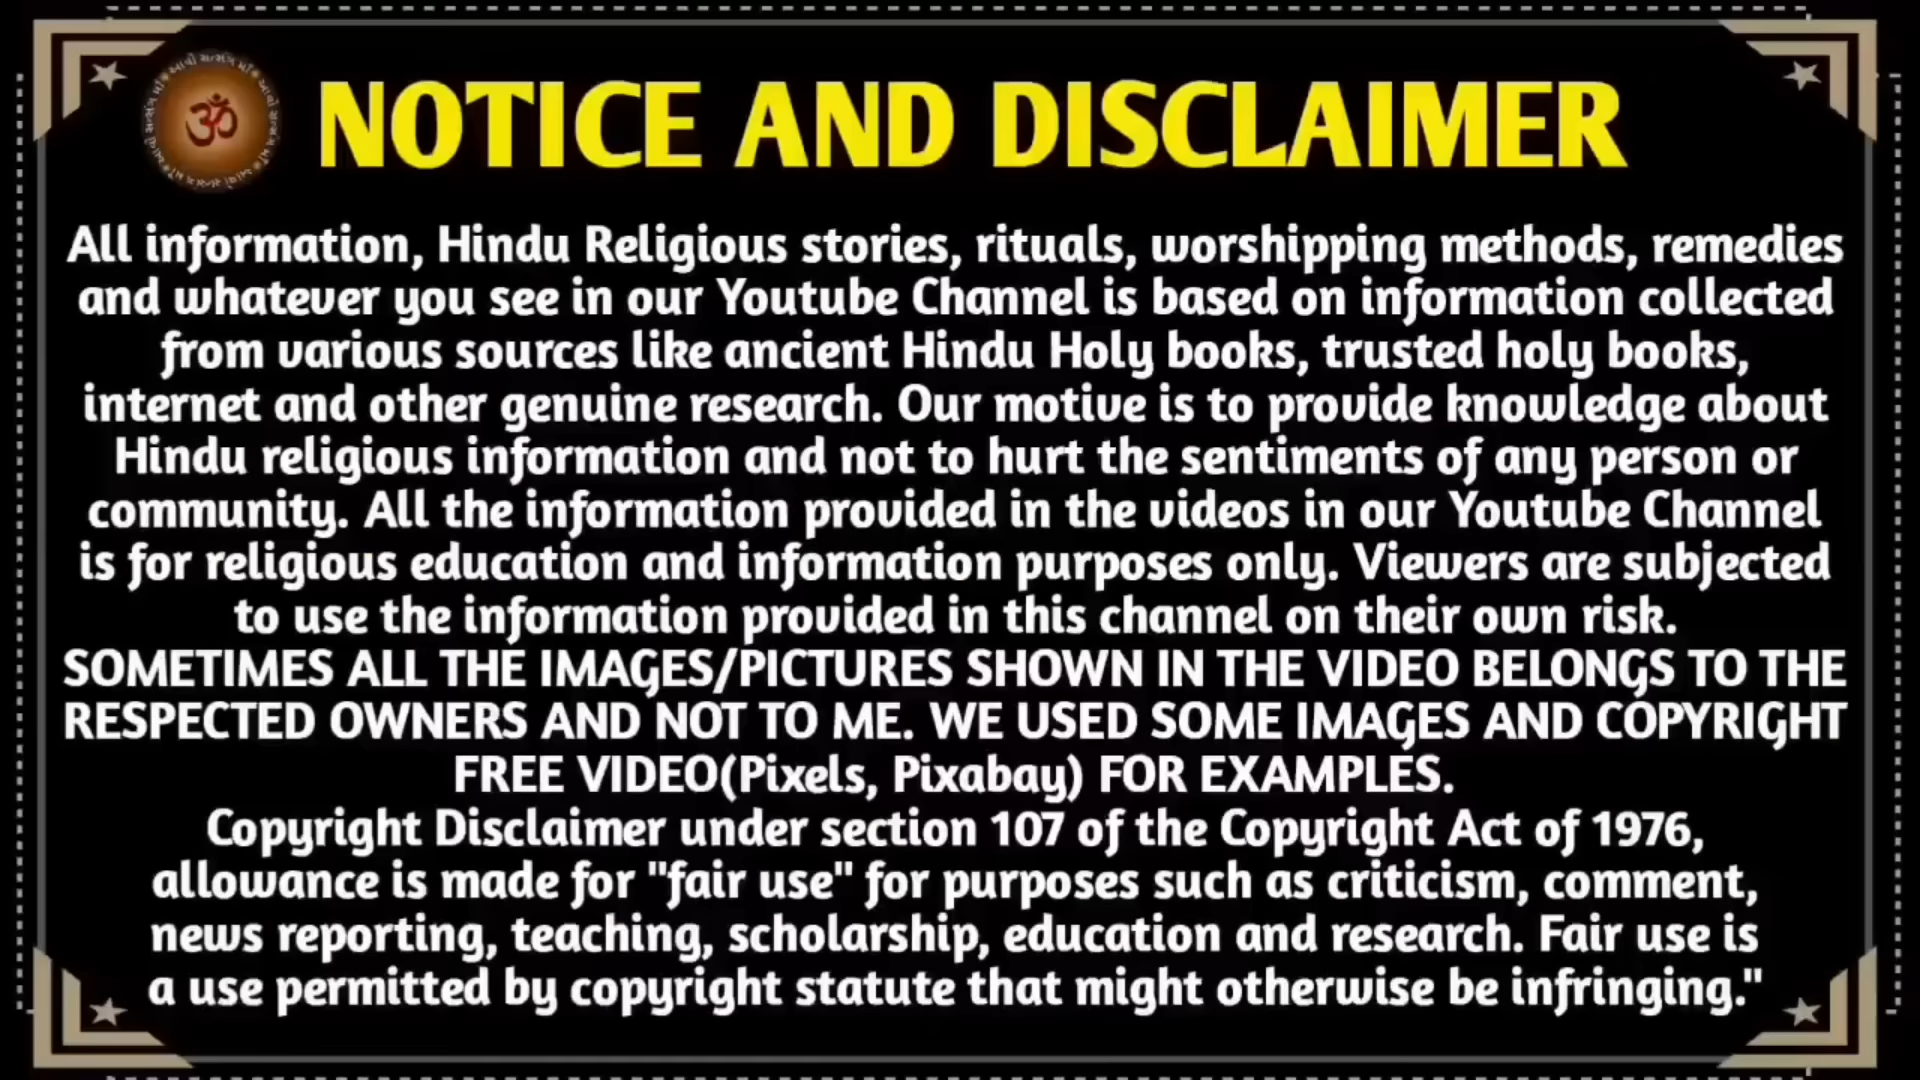 NOTICE AND DISCLAIMER
ૐ
All information, Hindu Religious stories, rituals, worshipping methods, remedies
and whatever you see in our Youtube Channel is based on information collected
from various sources like ancient Hindu Holy books, trusted holy books,
internet and other genuine research. Our motive is to provide knowledge about
Hindu religious information and not to hurt the sentiments of any person or
community. All the information provided in the videos in our Youtube Channel
is for religious education and information purposes only. Viewers are subjected
to use the information provided in this channel on their own risk.
SOMETIMES ALL THE IMAGES/PICTURES SHOWN IN THE VIDEO BELONGS TO THE
RESPECTED OWNERS AND NOT TO ME. WE USED SOME IMAGES AND COPYRIGHT
FREE VIDEO(Pixels, Pixabay) FOR EXAMPLES.
Copyright Disclaimer under section 107 of the Copyright Act of 1976,
allowance is made for "fair use" for purposes such as criticism, comment,
news reporting, teaching, scholarship, education and research. Fair use is
a use permitted by copyright statute that might otherwise be infringing."